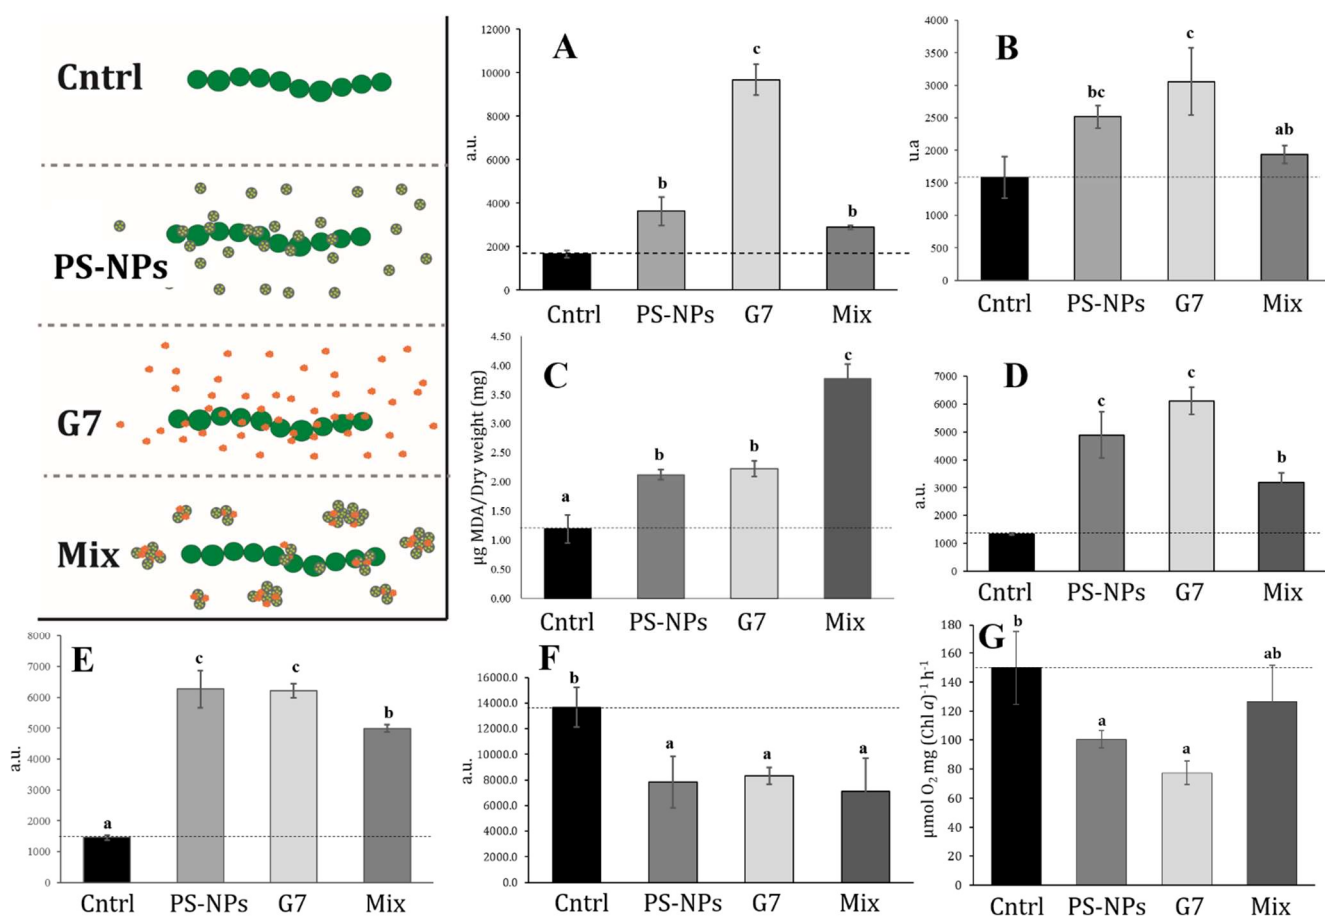 Cntrl
PS-NPs
G7
Mix
A
a.u.
12000
10000
8000
6000
4000
2000
0
b
c
b
Cntrl PS-NPs G7 Mix
B
u.a
4000
3500
3000
2500
2000
1500
1000
500
0
bc
c
ab
Cntrl PS-NPs G7 Mix
C
µg MDA/Dry weight (mg)
4.50
4.00
3.50
3.00
2.50
2.00
1.50
1.00
0.50
0.00
a
b
b
c
Cntrl PS-NPs G7 Mix
D
a.u.
7000
6000
5000
4000
3000
2000
1000
0
c
c
b
Cntrl PS-NPs G7 Mix
E
a.u.
8000
7000
6000
5000
4000
3000
2000
1000
0
a
c
c
b
Cntrl PS-NPs G7 Mix
F
a.u.
16000.0
14000.0
12000.0
10000.0
8000.0
6000.0
4000.0
2000.0
0.0
b
a
a
a
Cntrl PS-NPs G7 Mix
G
µmol O₂ mg (Chl a)⁻¹ h⁻¹
180
160
140
120
100
80
60
40
20
0
b
a
a
ab
Cntrl PS-NPs G7 Mix